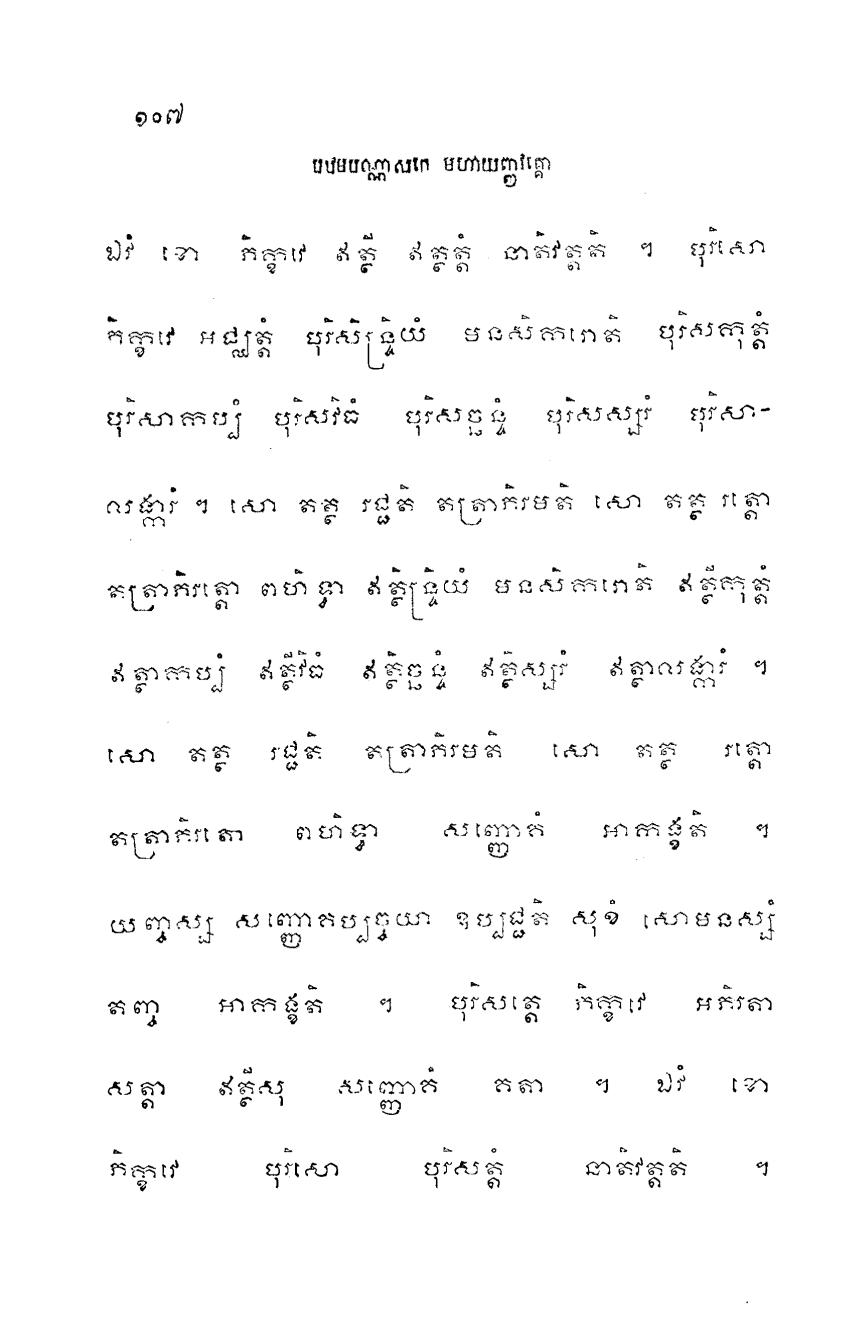 ១០៧
បឋមបណ្ណាសកេ មហាយញ្ញវគ្គោ
ឯវំ ខោ ភិក្ខវេ ឥត្ថី ឥត្ថត្តំ នាតិវត្តតិ ។ បុរិសោ
ភិក្ខវេ អជ្ឈត្តំ បុរិសិន្ទ្រិយំ មនសិករោតិ បុរិសកុត្តំ
បុរិសាកប្បំ បុរិសវិធំ បុរិសច្ឆន្ទំ បុរិសស្សរំ បុរិសា-
លង្ការំ ។ សោ តត្ថ រជ្ជតិ តត្រាភិរមតិ សោ តត្ថ រត្តោ
តត្រាភិរត្តោ ពហិទ្ធា ឥត្ថិន្ទ្រិយំ មនសិករោតិ ឥត្ថីកុត្តំ
ឥត្ថាកប្បំ ឥត្ថីវិធំ ឥត្ថិច្ឆន្ទំ ឥត្ថិស្សរំ ឥត្ថាលង្ការំ ។
សោ តត្ថ រជ្ជតិ តត្រាភិរមតិ សោ តត្ថ រត្តោ
តត្រាភិរតោ ពហិទ្ធា សញ្ញោគំ អាកង្ខតិ ។
យញ្ចស្ស សញ្ញោគប្បច្ចយា ឧប្បជ្ជតិ សុខំ សោមនស្សំ
តញ្ច អាកង្ខតិ ។ បុរិសត្តេ ភិក្ខវេ អភិរតា
សត្តា ឥត្ថីសុ សញ្ញោគំ គតា ។ ឯវំ ខោ
ភិក្ខវេ បុរិសោ បុរិសត្តំ នាតិវត្តតិ ។